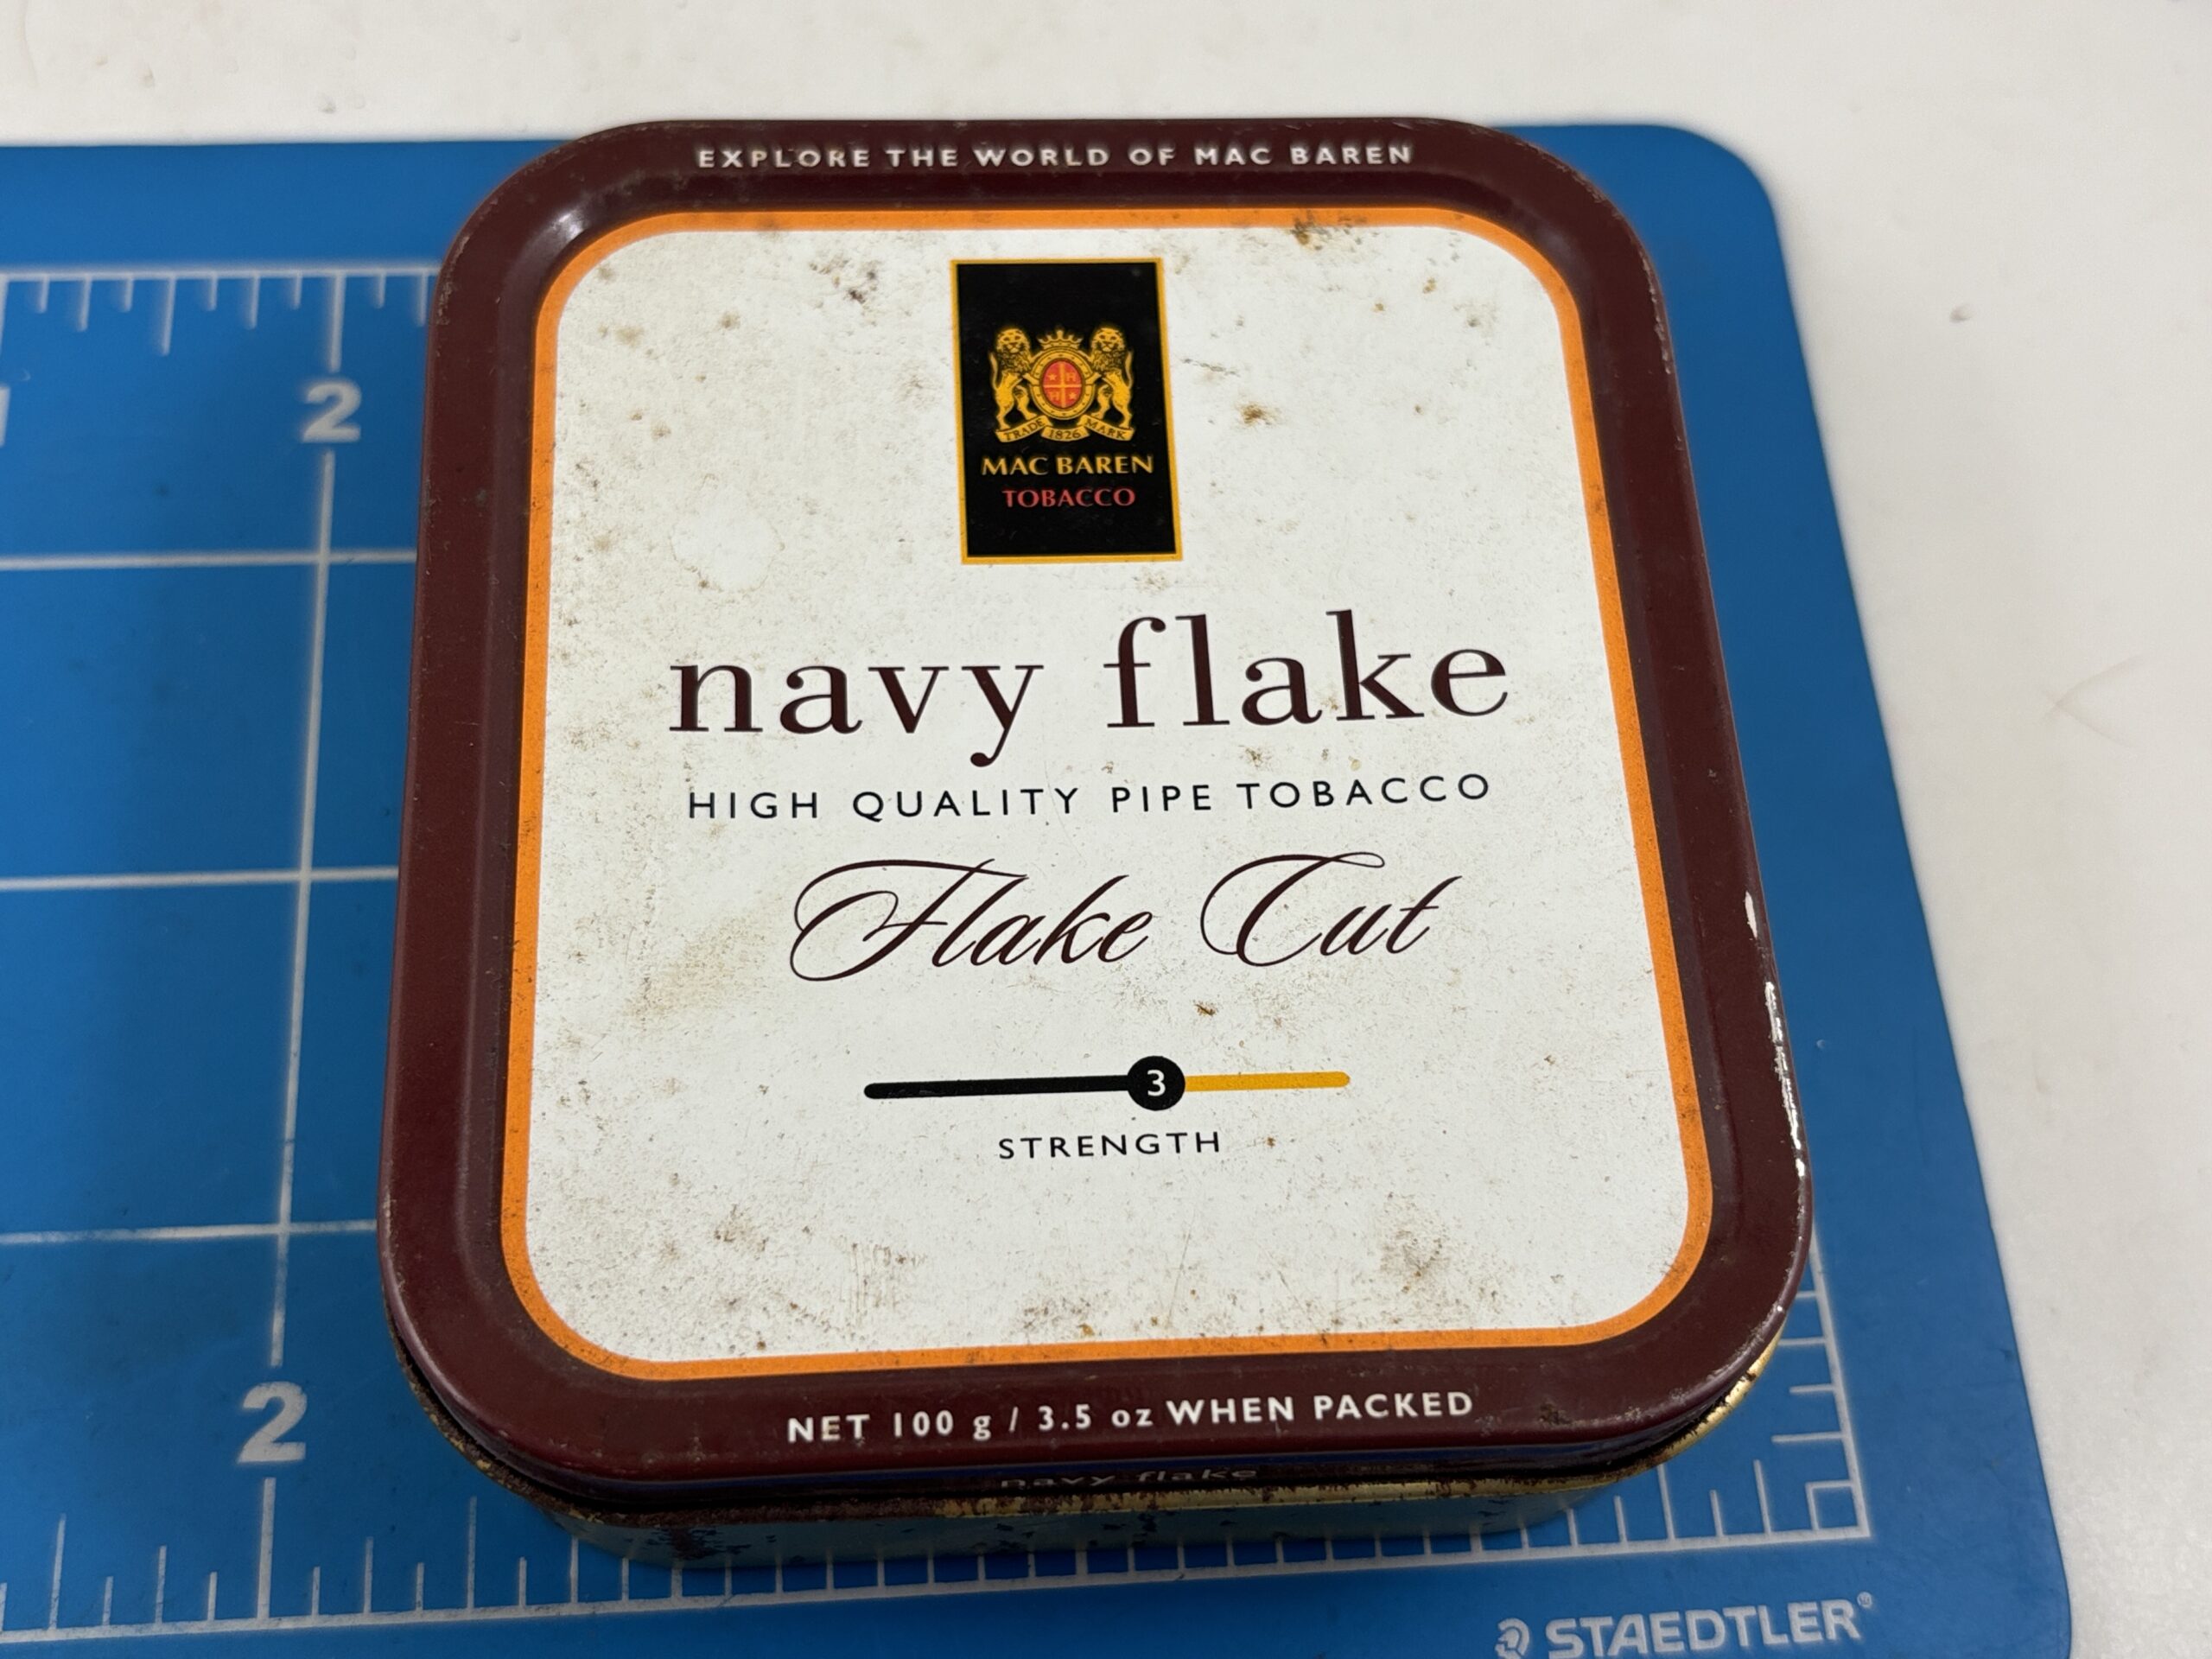 EXPLORE THE WORLD OF MAC BAREN
TRADE 1826 MARK
MAC BAREN
TOBACCO
2
navy flake
HIGH QUALITY PIPE TOBACCO
Flake Cut
3
STRENGTH
NET 100 g / 3.5 oz WHEN PACKED
navy flake
2
STAEDTLER®